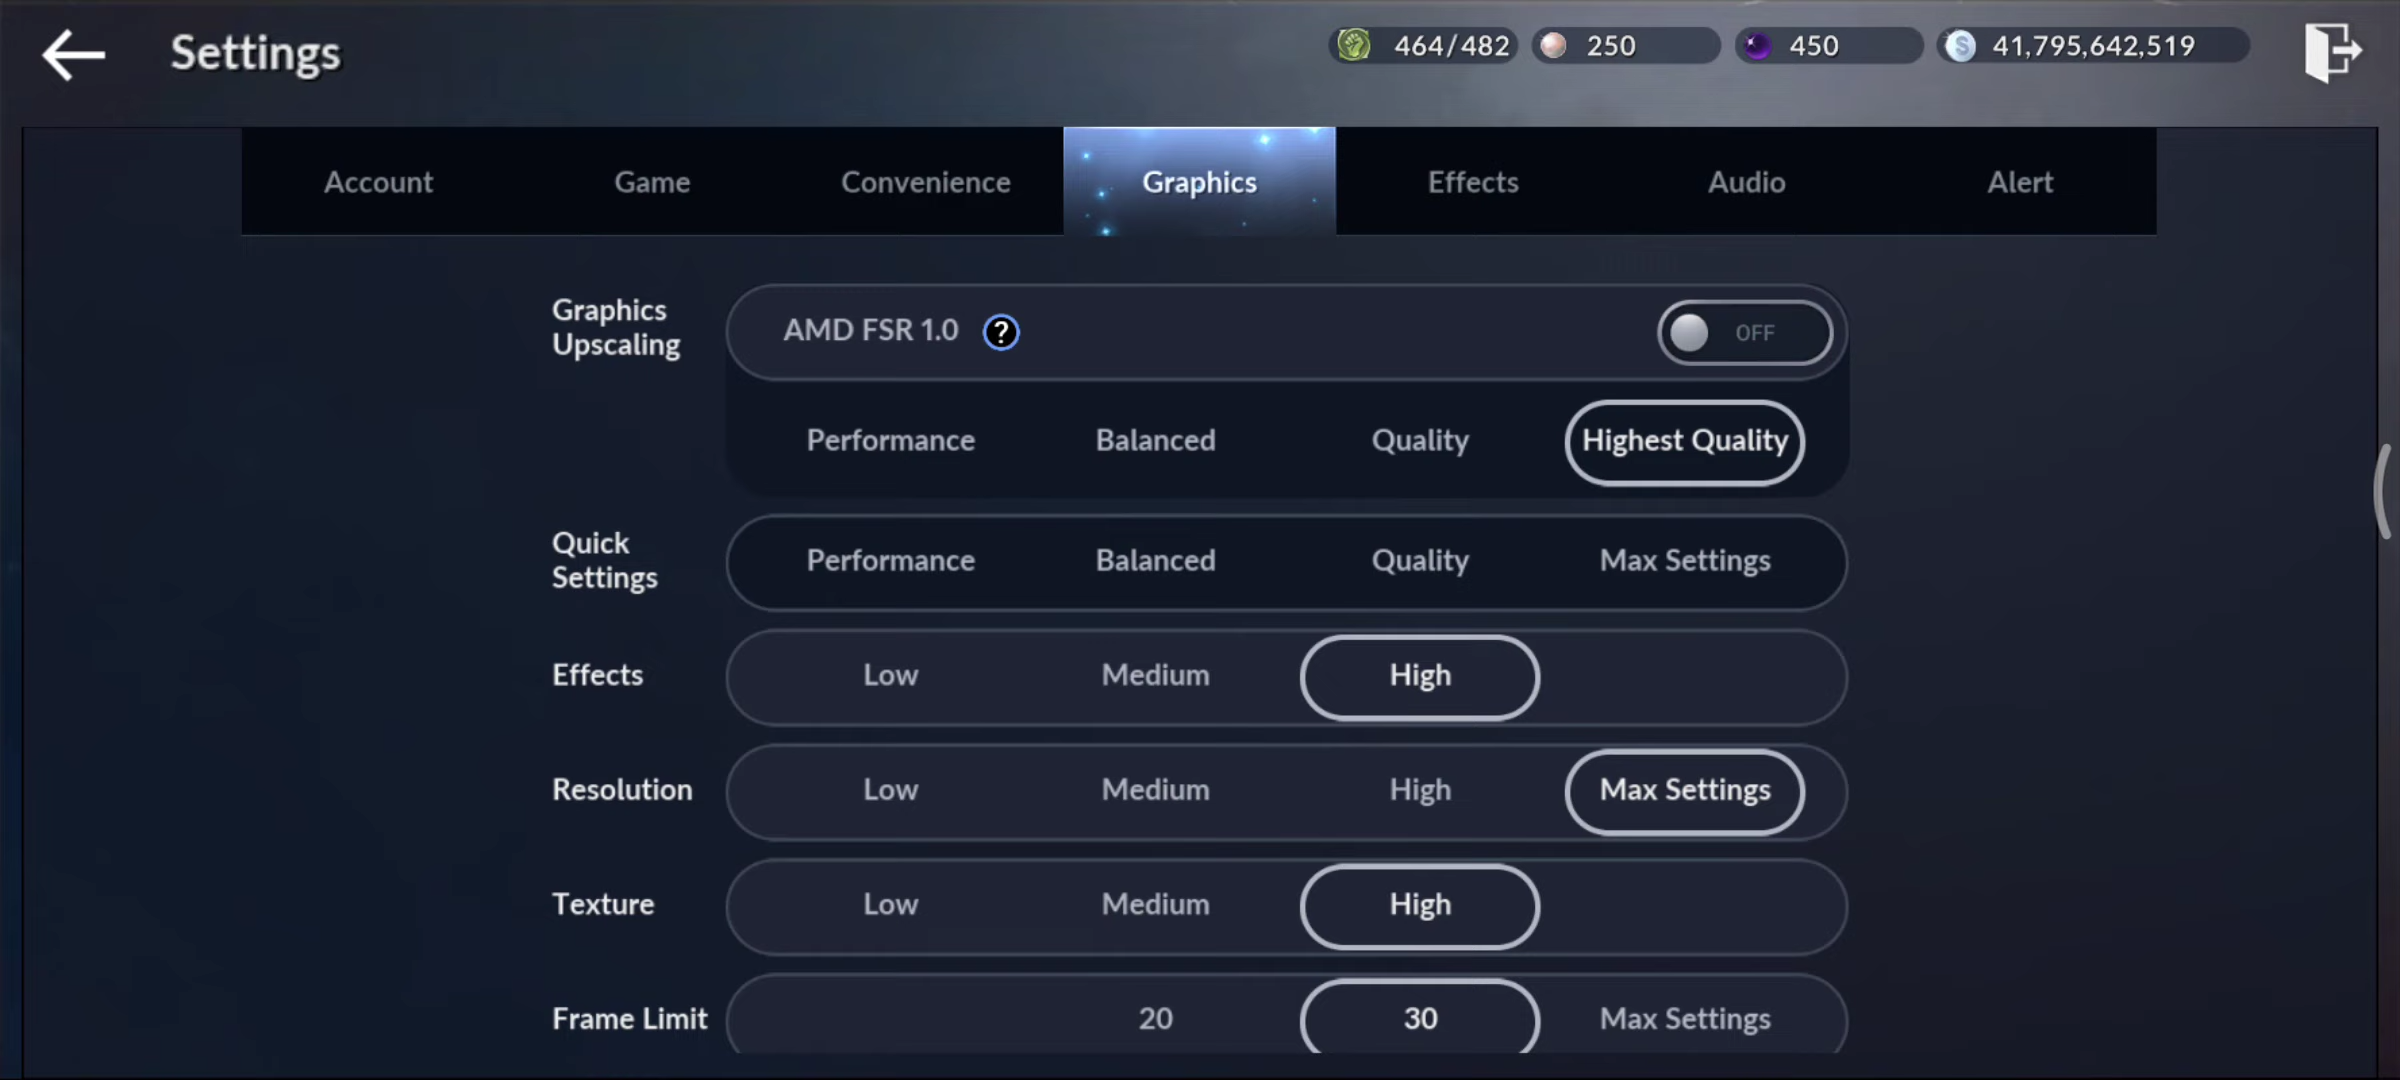 Settings
464/482 250 450 41,795,642,519
Account Game Convenience Graphics Effects Audio Alert
Graphics Upscaling
AMD FSR 1.0 ? OFF
Performance Balanced Quality Highest Quality
Quick Settings
Performance Balanced Quality Max Settings
Effects Low Medium High
Resolution Low Medium High Max Settings
Texture Low Medium High
Frame Limit 20 30 Max Settings